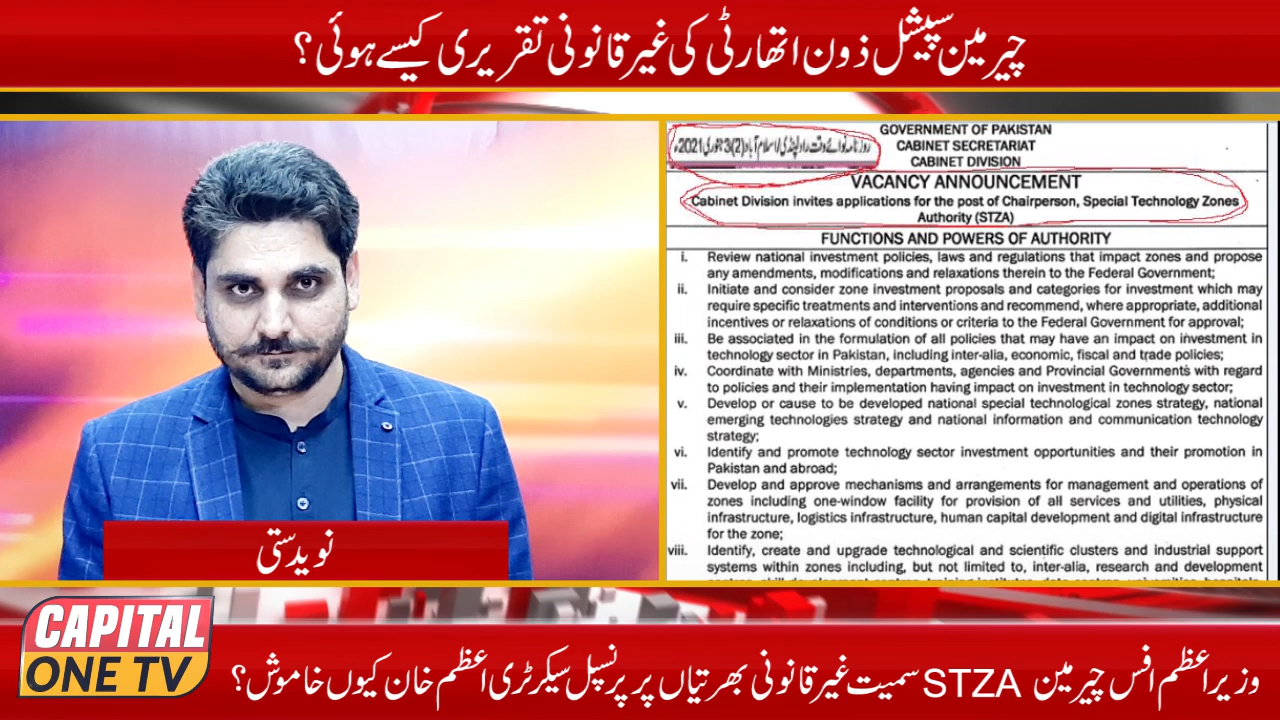 چیرمین سپیشل ذون اتھارٹی کی غیر قانونی تقریری کیسے ہوئی؟
روزنامہ نوائے وقت راولپنڈی/اسلام آباد (2) 3 جنوری 2021ء
GOVERNMENT OF PAKISTAN
CABINET SECRETARIAT
CABINET DIVISION
VACANCY ANNOUNCEMENT
Cabinet Division invites applications for the post of Chairperson, Special Technology Zones
Authority (STZA)
FUNCTIONS AND POWERS OF AUTHORITY
i. Review national investment policies, laws and regulations that impact zones and propose
any amendments, modifications and relaxations therein to the Federal Government;
ii. Initiate and consider zone investment proposals and categories for investment which may
require specific treatments and interventions and recommend, where appropriate, additional
incentives or relaxations of conditions or criteria to the Federal Government for approval;
iii. Be associated in the formulation of all policies that may have an impact on investment in
technology sector in Pakistan, including inter-alia, economic, fiscal and trade policies;
iv. Coordinate with Ministries, departments, agencies and Provincial Governments with regard
to policies and their implementation having impact on investment in technology sector;
v. Develop or cause to be developed national special technological zones strategy, national
emerging technologies strategy and national information and communication technology
strategy;
vi. Identify and promote technology sector investment opportunities and their promotion in
Pakistan and abroad;
vii. Develop and approve mechanisms and arrangements for management and operations of
zones including one-window facility for provision of all services and utilities, physical
infrastructure, logistics infrastructure, human capital development and digital infrastructure
for the zone;
viii. Identify, create and upgrade technological and scientific clusters and industrial support
systems within zones including, but not limited to, inter-alia, research and development
نوید ستی
CAPITAL
ONE TV
وزیراعظم افس چیرمین STZA سمیت غیر قانونی بھرتیاں پر پرنسپل سیکرٹری اعظم خان کیوں خاموش؟